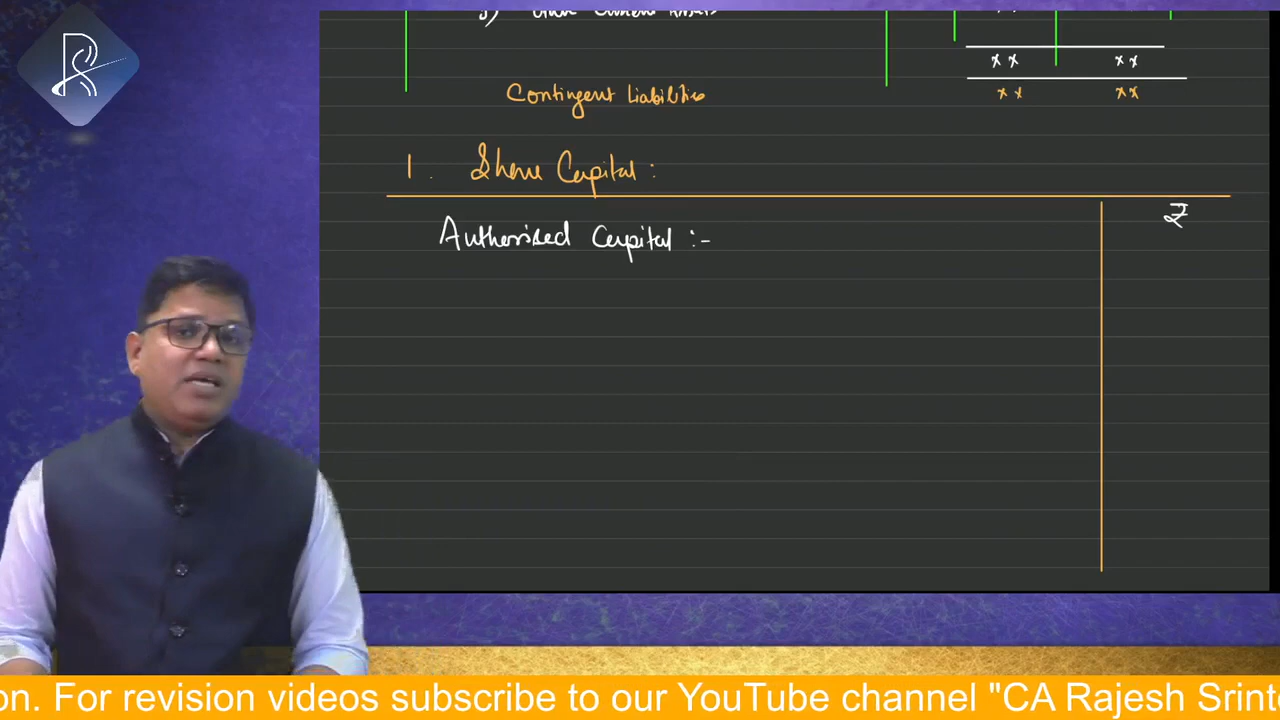 xx xx
Contingent Liabilities xx xx
1. Share Capital :
₹
Authorised Capital :-
on. For revision videos subscribe to our YouTube channel "CA Rajesh Srint